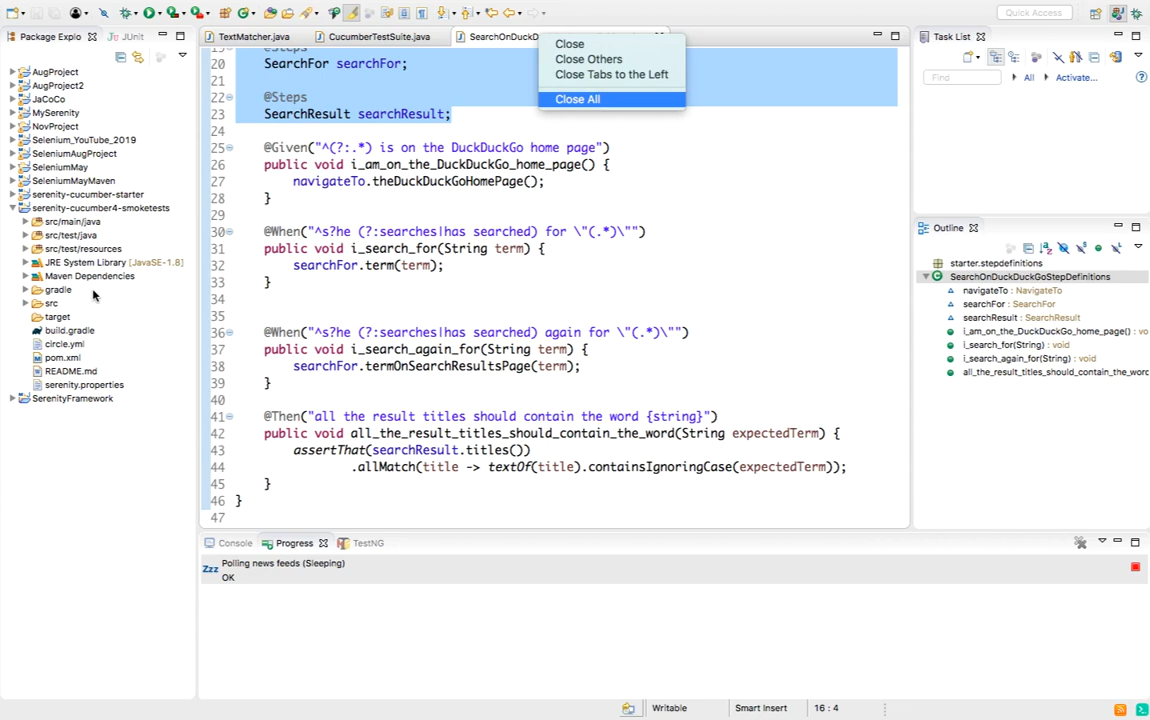 Quick Access
Package Explo
JUnit
AugProject
AugProject2
JaCoCo
MySerenity
NovProject
Selenium_YouTube_2019
SeleniumAugProject
SeleniumMay
SeleniumMayMaven
serenity-cucumber-starter
serenity-cucumber4-smoketests
src/main/java
src/test/java
src/test/resources
JRE System Library [JavaSE-1.8]
Maven Dependencies
gradle
src
target
build.gradle
circle.yml
pom.xml
README.md
serenity.properties
SerenityFramework
TextMatcher.java
CucumberTestSuite.java
SearchOnDuckD
Close
Close Others
Close Tabs to the Left
Close All
19 @Steps
20 SearchFor searchFor;
21
22 @Steps
23 SearchResult searchResult;
24
25 @Given("^(?:.*) is on the DuckDuckGo home page")
26 public void i_am_on_the_DuckDuckGo_home_page() {
27 navigateTo.theDuckDuckGoHomePage();
28 }
29
30 @When("^s?he (?:searches|has searched) for \"(.*)\"")
31 public void i_search_for(String term) {
32 searchFor.term(term);
33 }
34
35
36 @When("^s?he (?:searches|has searched) again for \"(.*)\"")
37 public void i_search_again_for(String term) {
38 searchFor.termOnSearchResultsPage(term);
39 }
40
41 @Then("all the result titles should contain the word {string}")
42 public void all_the_result_titles_should_contain_the_word(String expectedTerm) {
43 assertThat(searchResult.titles())
44 .allMatch(title -> textOf(title).containsIgnoringCase(expectedTerm));
45 }
46 }
47
Task List
Find
All
Activate...
Outline
starter.stepdefinitions
SearchOnDuckDuckGoStepDefinitions
navigateTo : NavigateTo
searchFor : SearchFor
searchResult : SearchResult
i_am_on_the_DuckDuckGo_home_page() : vo
i_search_for(String) : void
i_search_again_for(String) : void
all_the_result_titles_should_contain_the_word
Console
Progress
TestNG
Zzz
Polling news feeds (Sleeping)
OK
Writable
Smart Insert
16 : 4